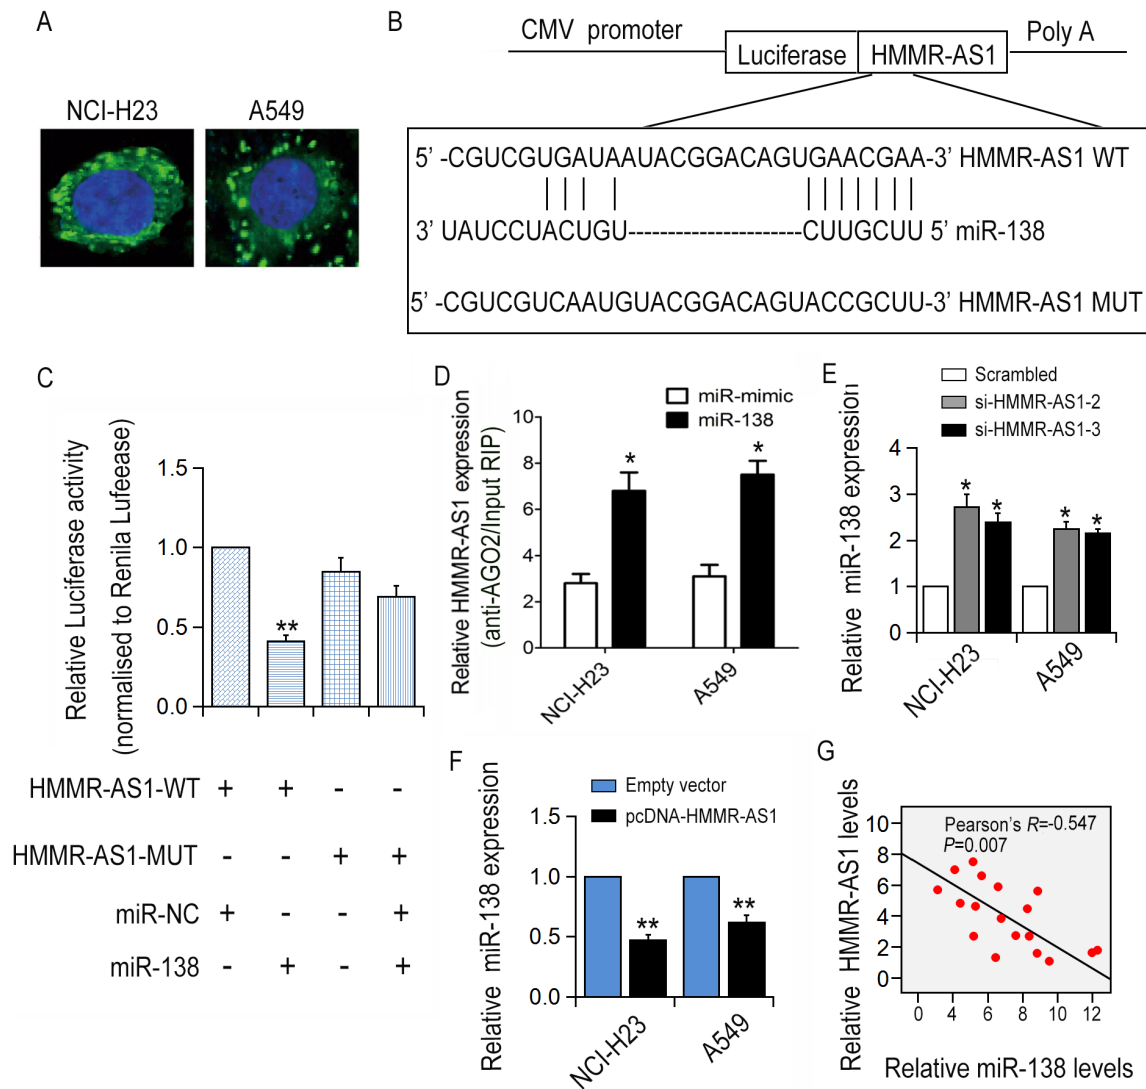 A
NCI-H23
A549
B
CMV promoter
Luciferase
HMMR-AS1
Poly A
5’ -CGUCGUGAUAAUACGGACAGUGAACGAA-3’ HMMR-AS1 WT
3’ UAUCCUACUGU----------------------CUUGCUU 5’ miR-138
5’ -CGUCGUCAAUGUACGGACAGUACCGCUU-3’ HMMR-AS1 MUT
C
Relative Luciferase activity
(normalised to Renila Lufeease)
1.5
1.0
0.5
0.0
**
HMMR-AS1-WT + + - -
HMMR-AS1-MUT - - + +
miR-NC + - - +
miR-138 - + - +
D
Relative HMMR-AS1 expression
(anti-AGO2/Input RIP)
miR-mimic
miR-138
10
8
6
4
2
0
*
*
NCI-H23
A549
E
Relative miR-138 expression
Scrambled
si-HMMR-AS1-2
si-HMMR-AS1-3
4
3
2
1
0
* *
* *
NCI-H23
A549
F
Relative miR-138 expression
Empty vector
pcDNA-HMMR-AS1
1.5
1.0
0.5
0.0
**
**
NCI-H23
A549
G
Relative HMMR-AS1 levels
Pearson’s R=-0.547
P=0.007
10
8
6
4
2
0
0 4 6 8 10 12
Relative miR-138 levels